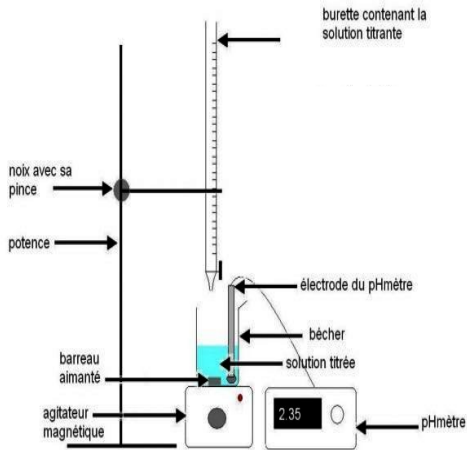 burette contenant la
solution titrante
noix avec sa
pince
potence
électrode du pHmètre
bécher
solution titrée
barreau
aimanté
agitateur
magnétique
2.35
pHmètre